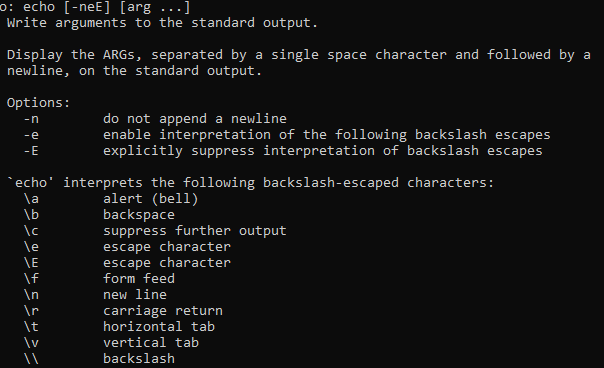 o: echo [-neE] [arg ...]
Write arguments to the standard output.
Display the ARGs, separated by a single space character and followed by a
newline, on the standard output.
Options:
-n do not append a newline
-e enable interpretation of the following backslash escapes
-E explicitly suppress interpretation of backslash escapes
`echo' interprets the following backslash-escaped characters:
\a alert (bell)
\b backspace
\c suppress further output
\e escape character
\E escape character
\f form feed
\n new line
\r carriage return
\t horizontal tab
\v vertical tab
\\ backslash